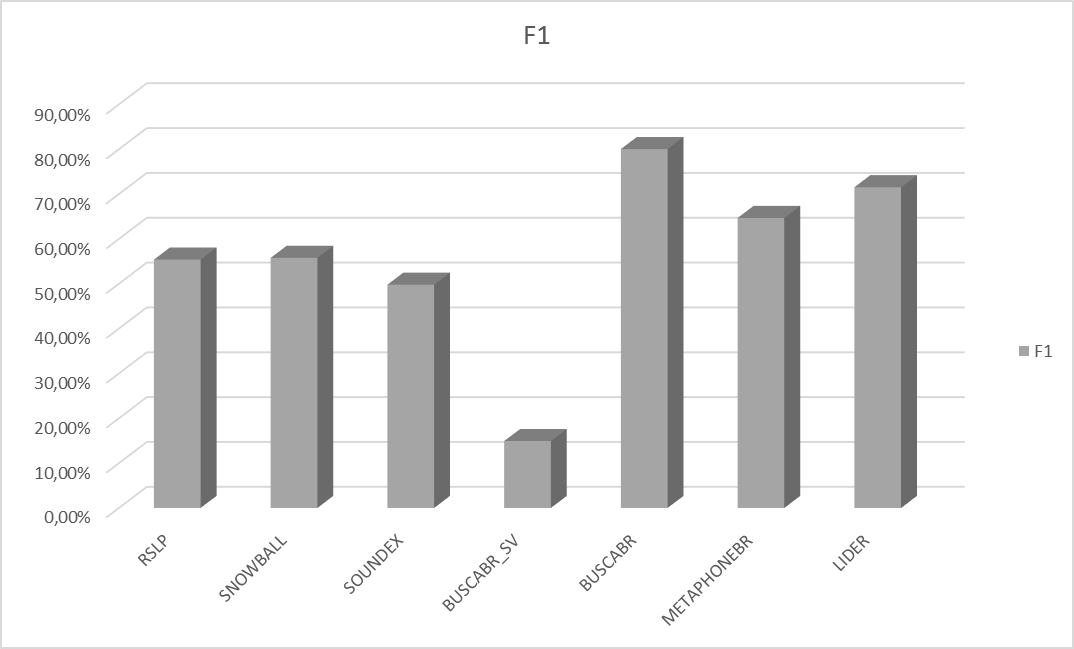 F1
90,00%
80,00%
70,00%
60,00%
50,00%
40,00%
30,00%
20,00%
10,00%
0,00%
RSLP
SNOWBALL
SOUNDEX
BUSCABR_SV
BUSCABR
METAPHONEBR
LIDER
F1